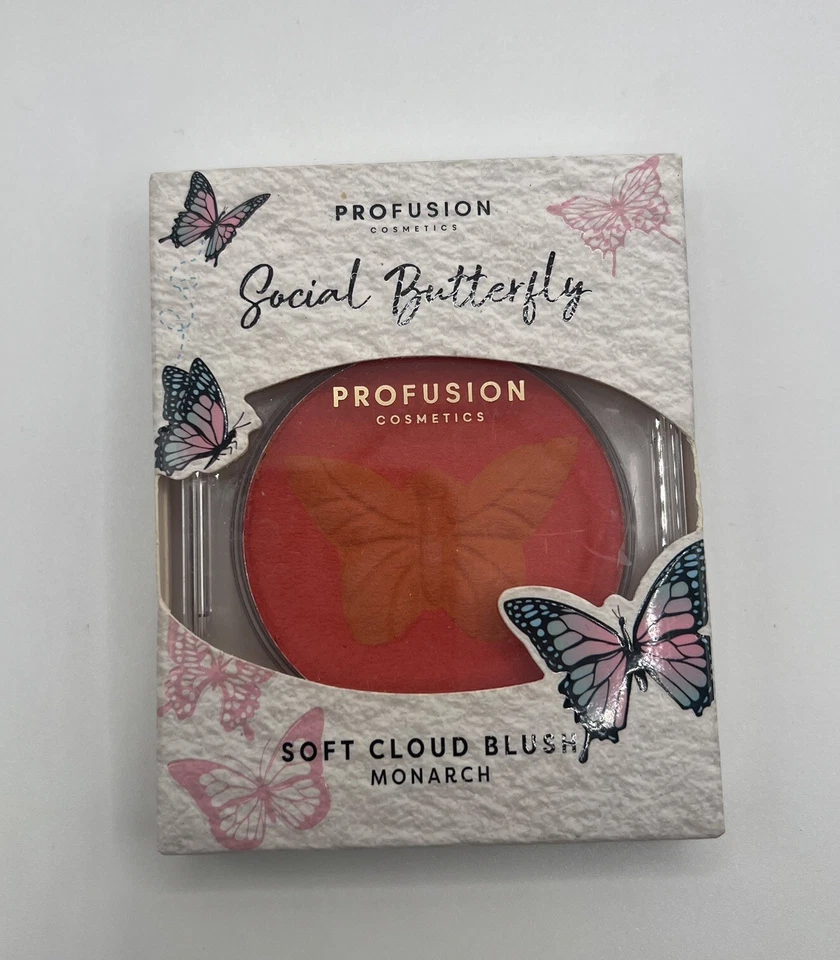 PROFUSION
COSMETICS
Social Butterfly
PROFUSION
COSMETICS
SOFT CLOUD BLUSH
MONARCH